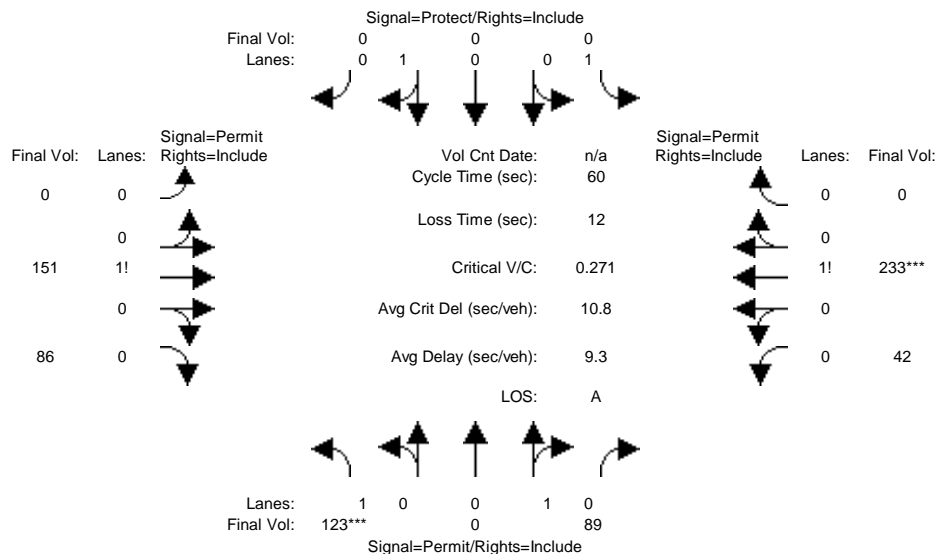 Signal=Protect/Rights=Include
Final Vol: 0 0 0
Lanes: 0 1 0 0 1
Signal=Permit
Final Vol: Lanes: Rights=Include
Vol Cnt Date: n/a
Signal=Permit
Rights=Include Lanes: Final Vol:
Cycle Time (sec): 60
0 0
0 0
Loss Time (sec): 12
0
0
151 1!
Critical V/C: 0.271
1! 233***
0
Avg Crit Del (sec/veh): 10.8
0
86 0
Avg Delay (sec/veh): 9.3
0 42
LOS: A
Lanes: 1 0 0 1 0
Final Vol: 123*** 0 89
Signal=Permit/Rights=Include